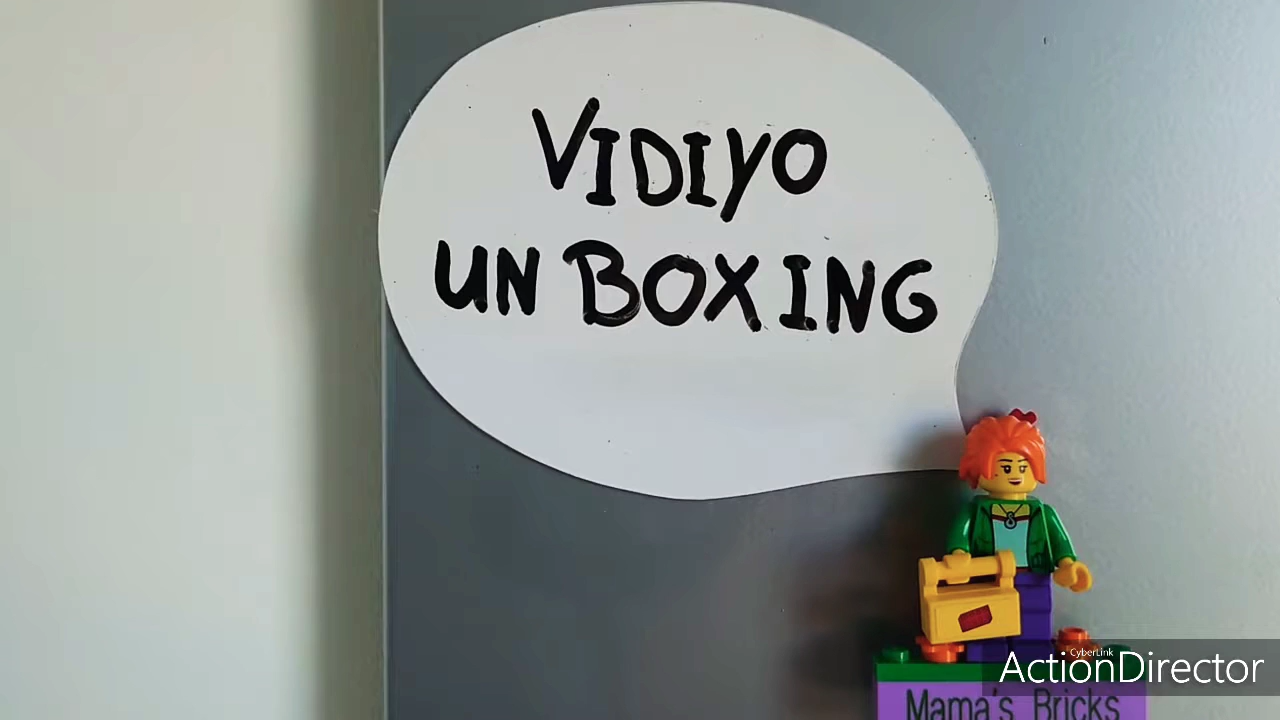 VIDIYO
UN BOXING
CyberLink
ActionDirector
Mama's Bricks